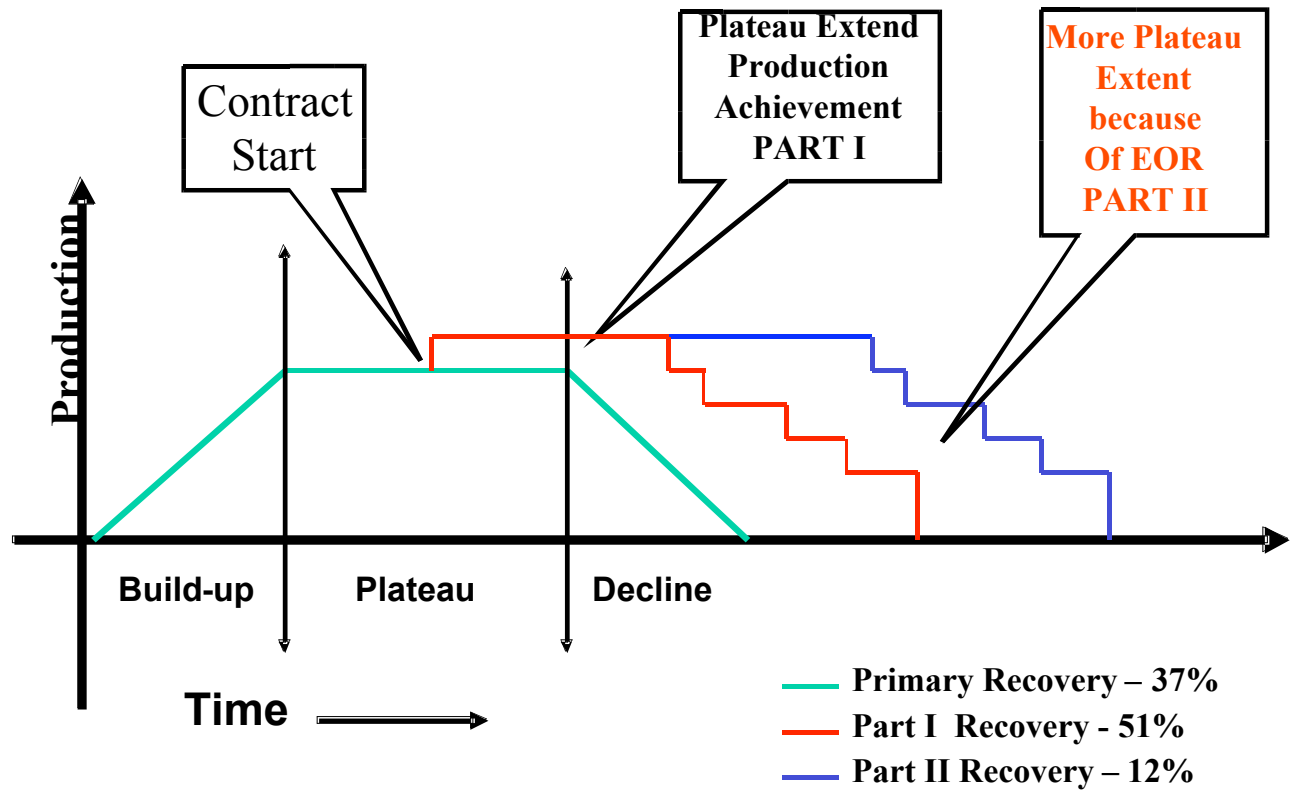 Contract
Start
Plateau Extend
Production
Achievement
PART I
More Plateau
Extent
because
Of EOR
PART II
Production
Build-up
Plateau
Decline
Time
Primary Recovery – 37%
Part I Recovery - 51%
Part II Recovery – 12%